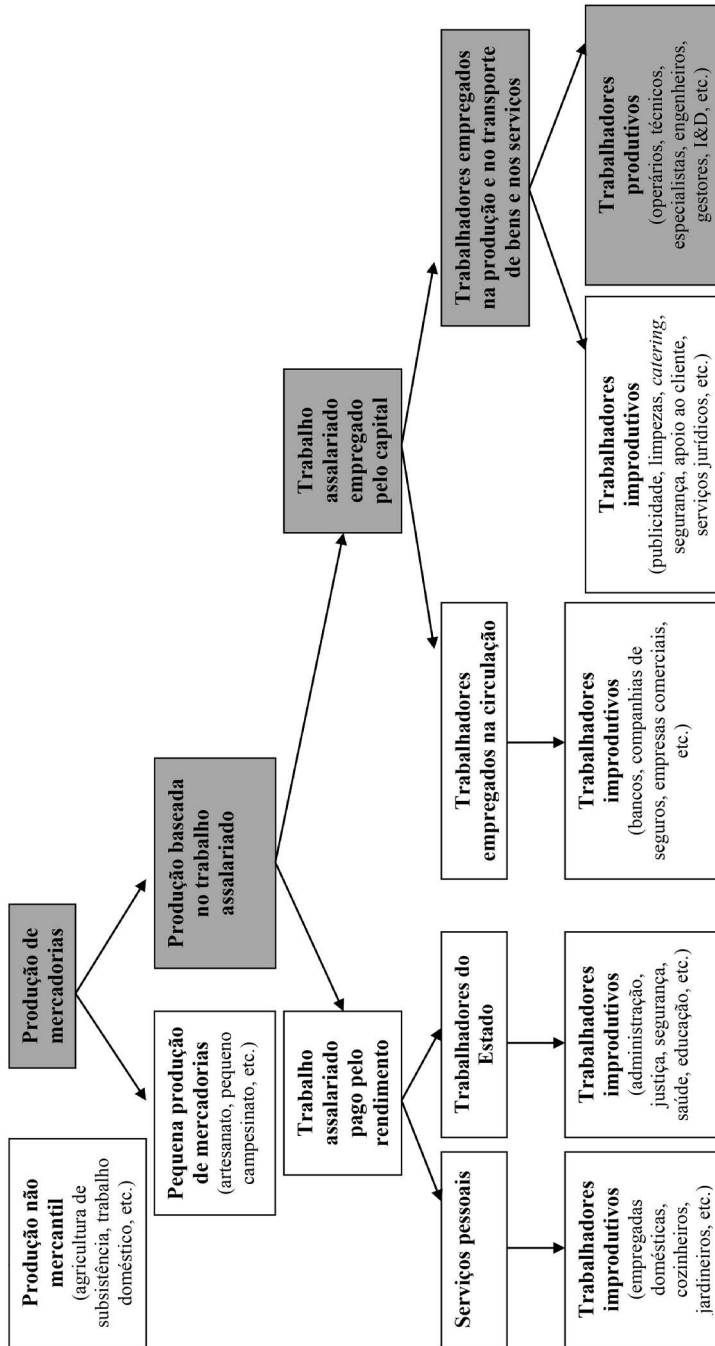 Produção não
mercantil
(agricultura de
subsistência, trabalho
doméstico, etc.)
Produção de
mercadorias
Pequena produção
de mercadorias
(artesanato, pequeno
campesinato, etc.)
Produção baseada
no trabalho
assalariado
Trabalho
assalariado
pago pelo
rendimento
Trabalho
assalariado
empregado
pelo capital
Serviços pessoais
Trabalhadores do
Estado
Trabalhadores
empregados na circulação
Trabalhadores empregados
na produção e no transporte
de bens e nos serviços
Trabalhadores
improdutivos
(empregadas
domésticas,
cozinheiros,
jardineiros, etc.)
Trabalhadores
improdutivos
(administração,
justiça, segurança,
saúde, educação, etc.)
Trabalhadores
improdutivos
(bancos, companhias de
seguros, empresas comerciais,
etc.)
Trabalhadores
improdutivos
(publicidade, limpezas, catering,
segurança, apoio ao cliente,
serviços jurídicos, etc.)
Trabalhadores
produtivos
(operários, técnicos,
especialistas, engenheiros,
gestores, I&D, etc.)